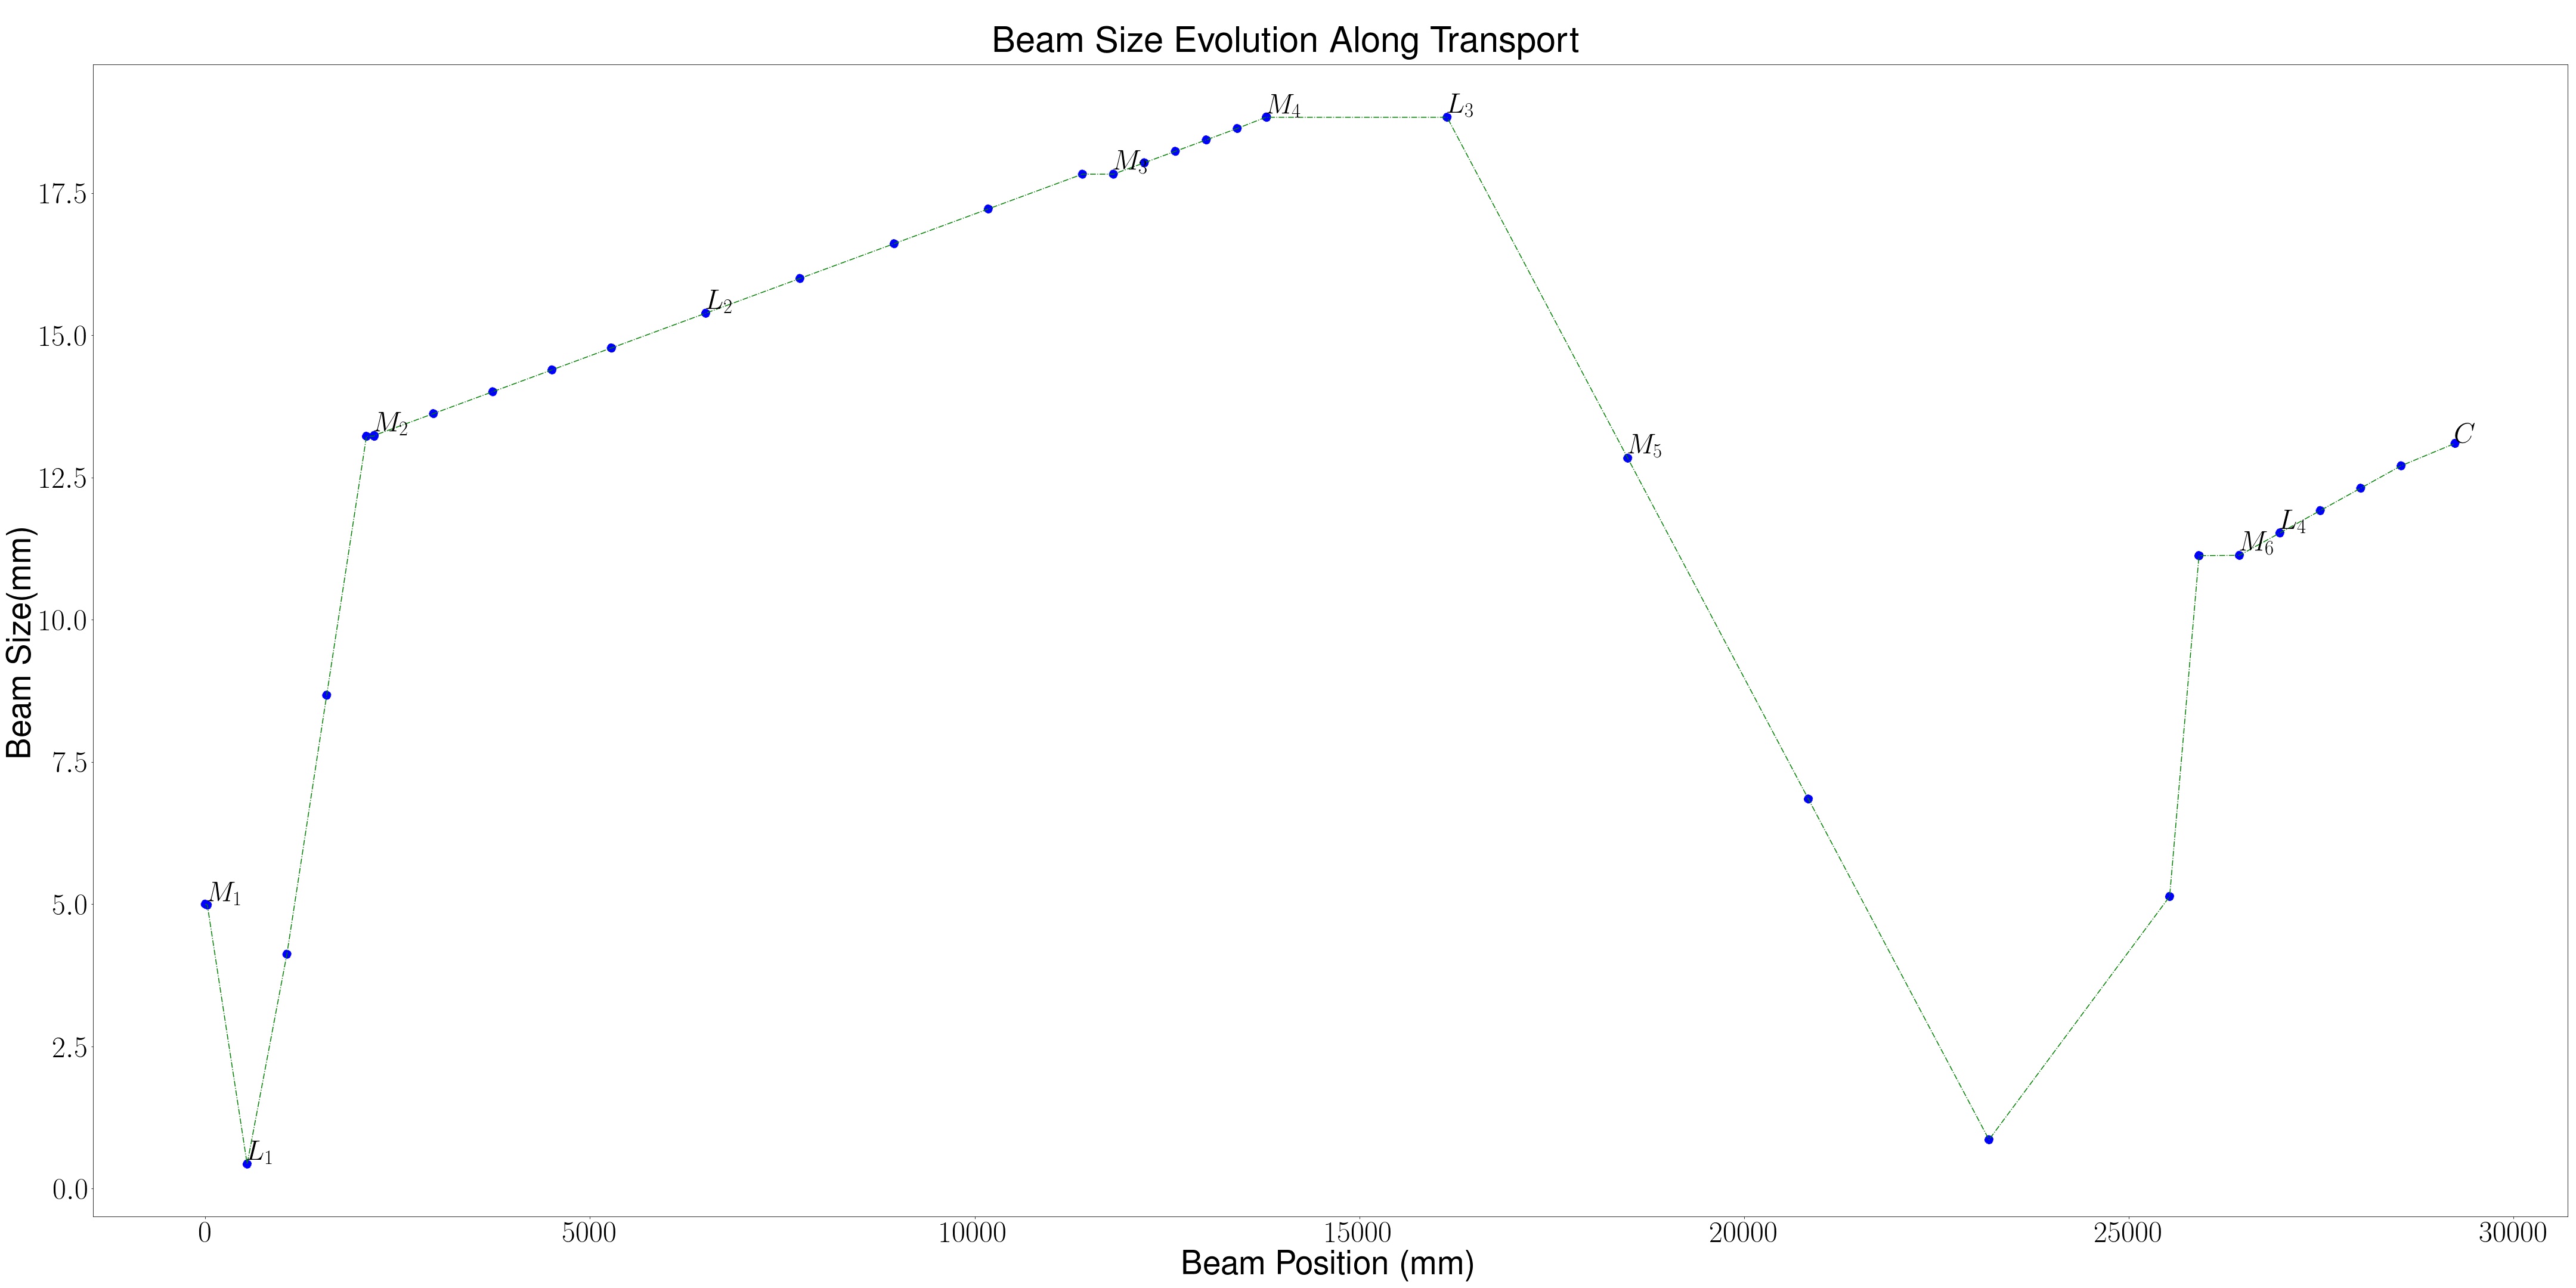 Beam Size Evolution Along Transport
Beam Size(mm)
17.5
15.0
12.5
10.0
7.5
5.0
2.5
0.0
M₁
L₁
M₂
L₂
M₃
M₄
L₃
M₅
M₆
L₄
C
0 5000 10000 15000 20000 25000 30000
Beam Position (mm)